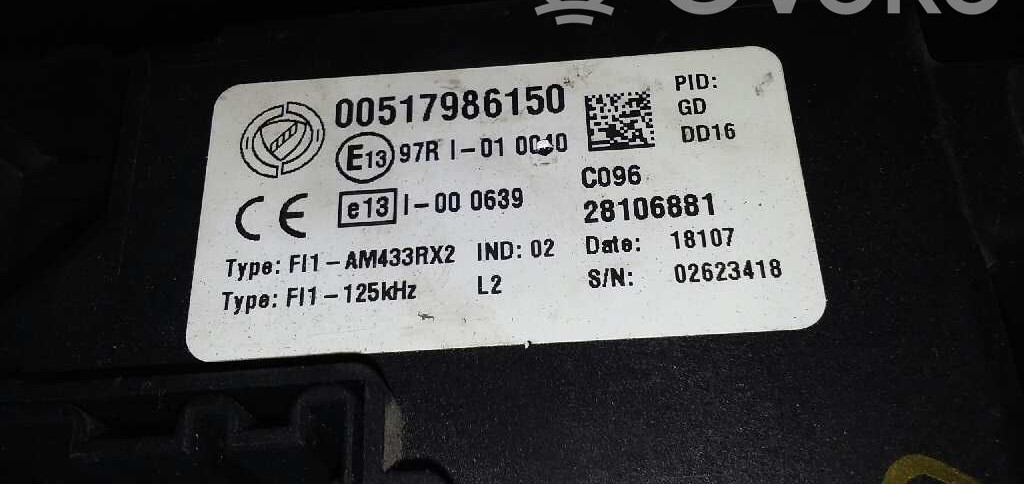 00517986150
E13 97R I-01 0010
e13 I-00 0639
CE
Type: FI1-AM433RX2 IND: 02
Type: FI1-125kHz L2
PID:
GD
DD16
C096
28106881
Date: 18107
S/N: 02623418